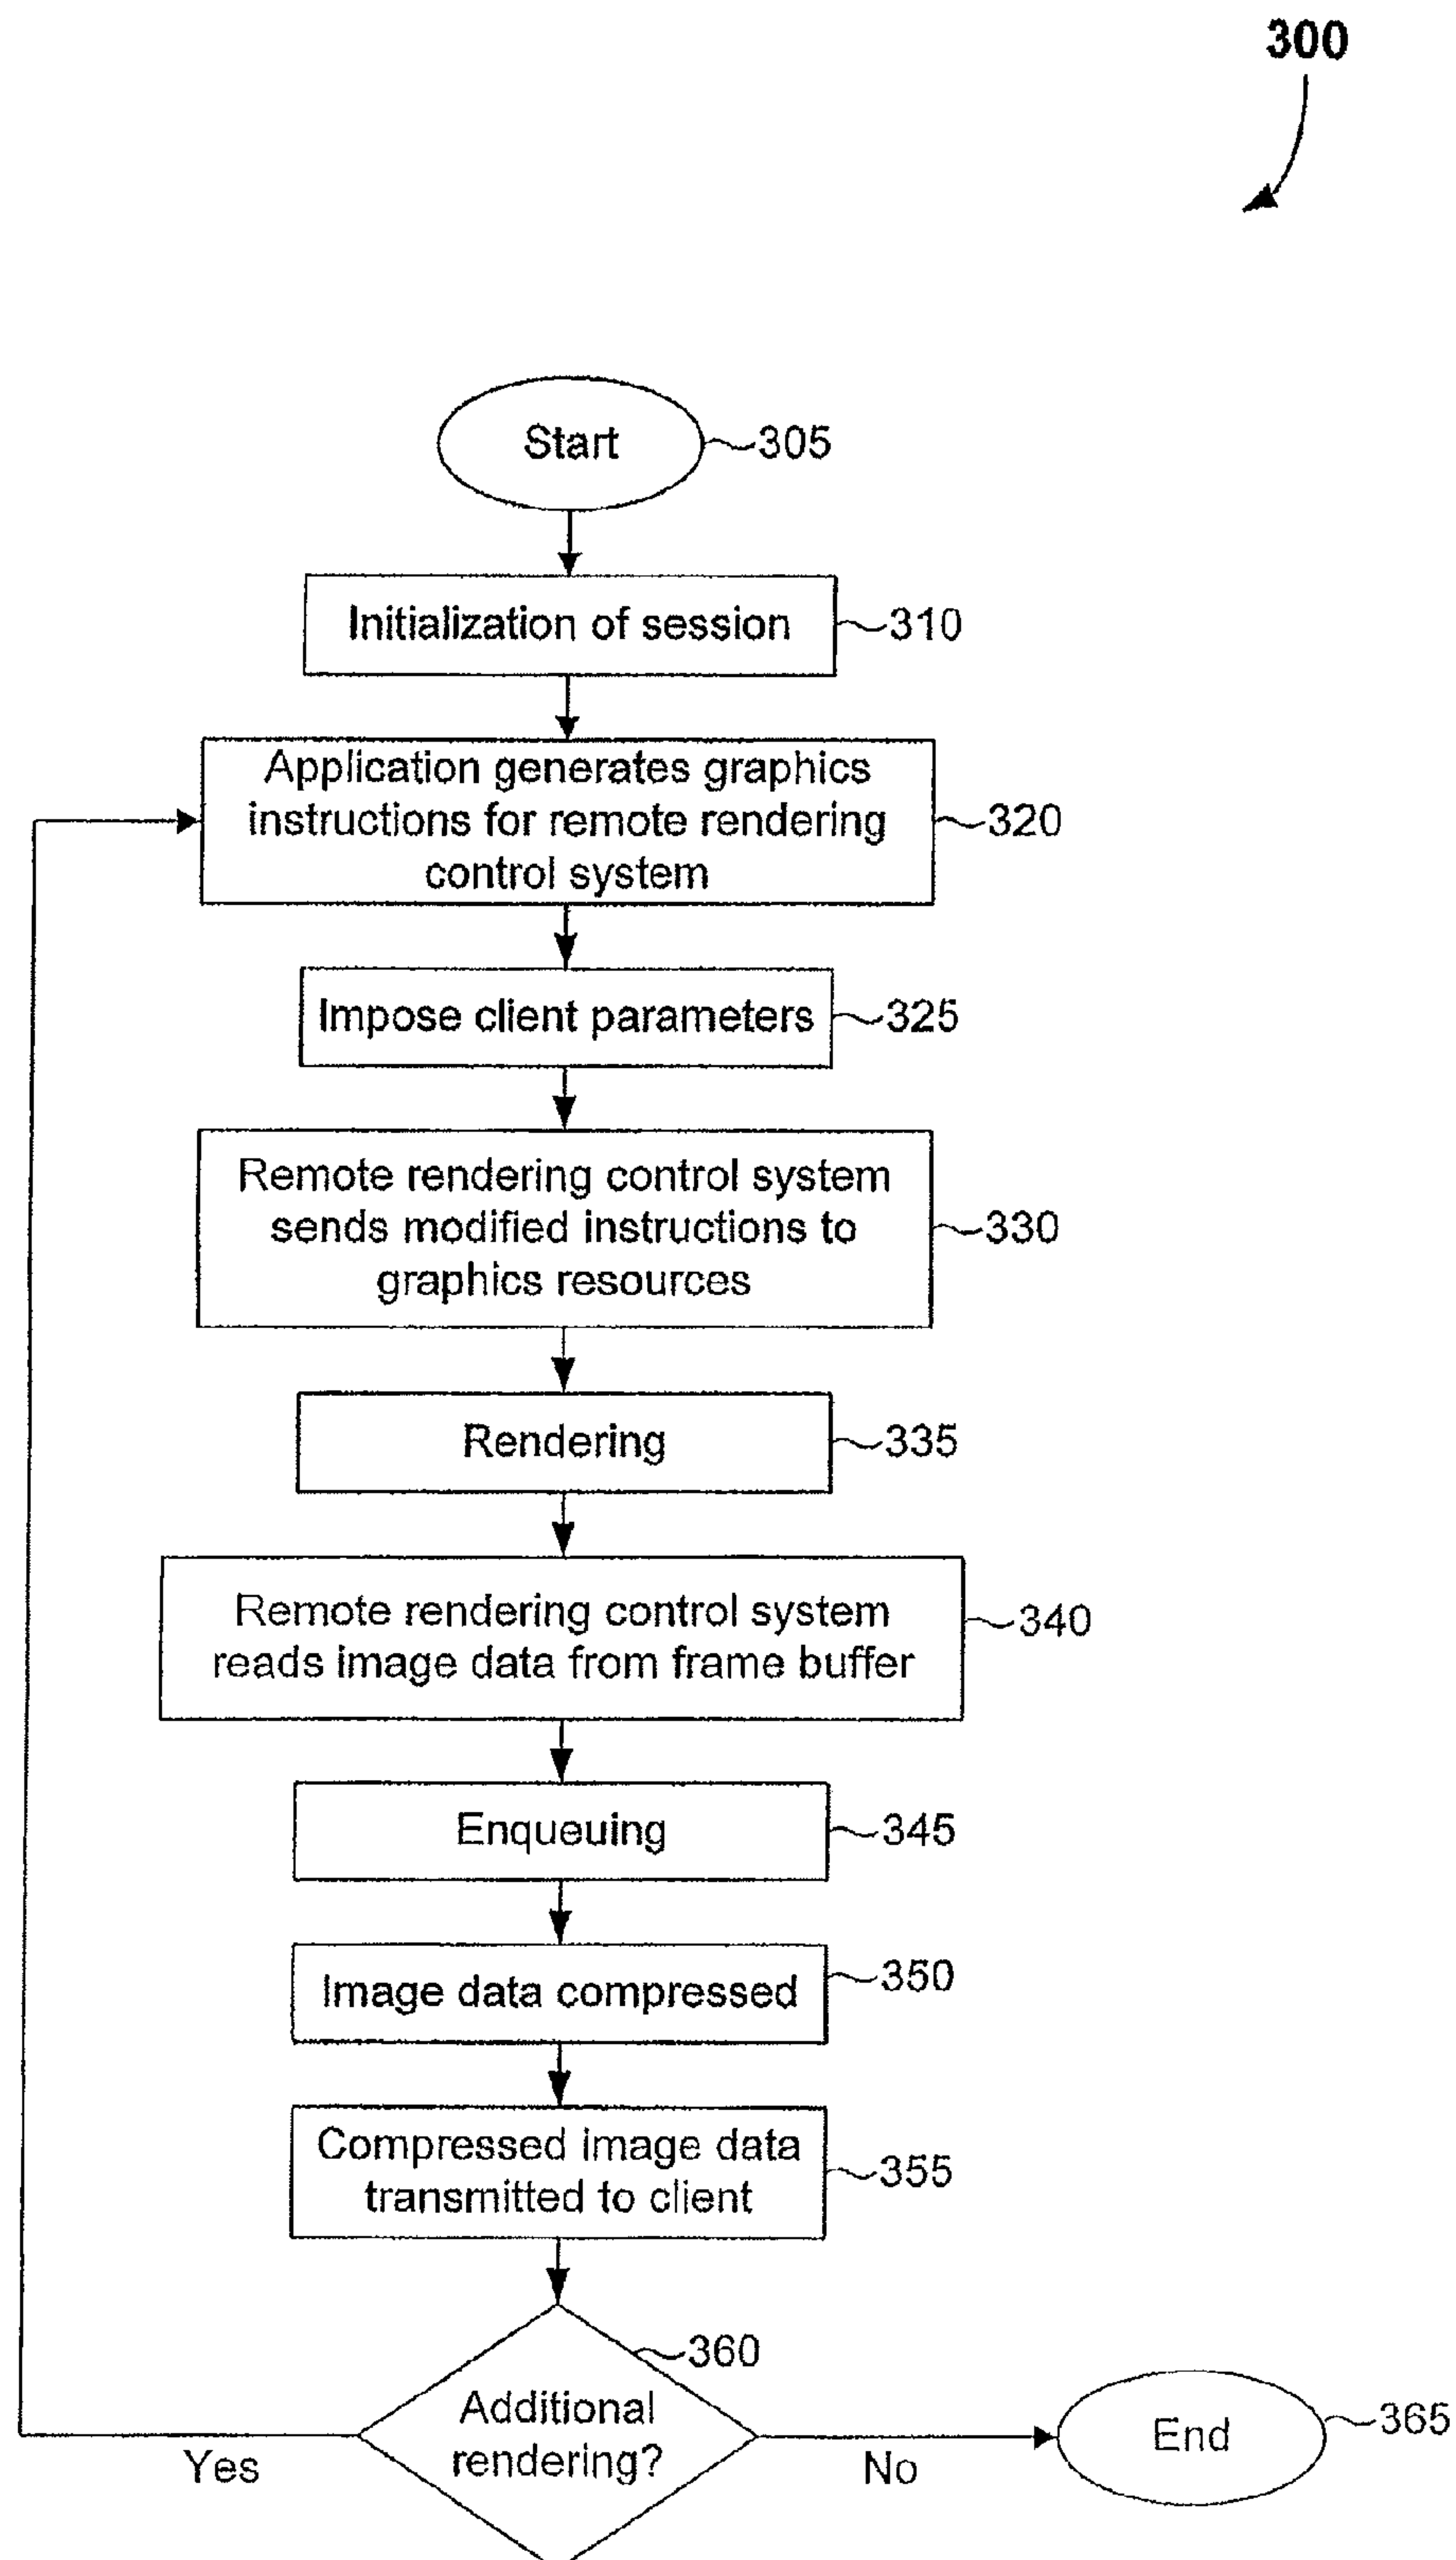 300
Start
305
Initialization of session
310
Application generates graphics
instructions for remote rendering
control system
320
Impose client parameters
325
Remote rendering control system
sends modified instructions to
graphics resources
330
Rendering
335
Remote rendering control system
reads image data from frame buffer
340
Enqueuing
345
Image data compressed
350
Compressed image data
transmitted to client
355
360
Additional
rendering?
Yes
No
End
365